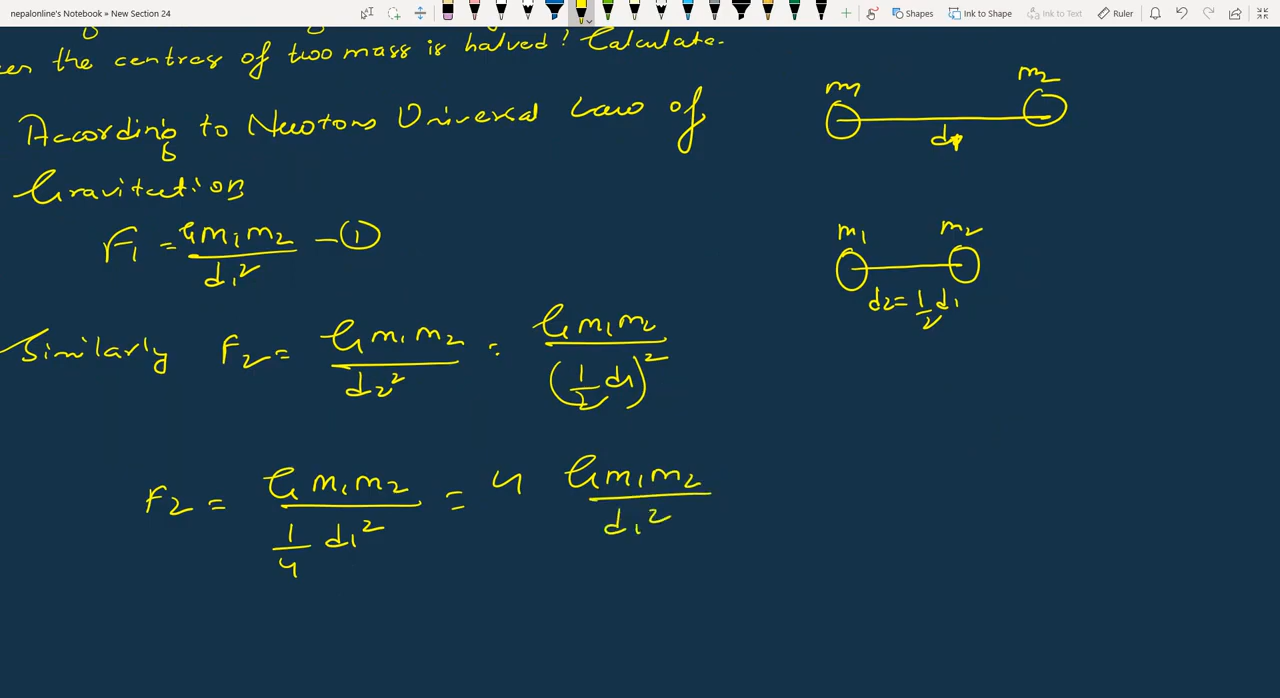 nepalonline's Notebook » New Section 24
Shapes Ink to Shape Ink to Text Ruler
the centres of two mass is halved? Calculate.
According to Newtons Universal Law of
Gravitation
F1 = Gm1m2 / d1² - ①
Similarly F2 = Gm1m2 / d2² = Gm1m2 / (1/2 d1)²
F2 = Gm1m2 / 1/4 d1² = 4 Gm1m2 / d1²
m1 m2
d1
m1 m2
d2 = 1/2 d1